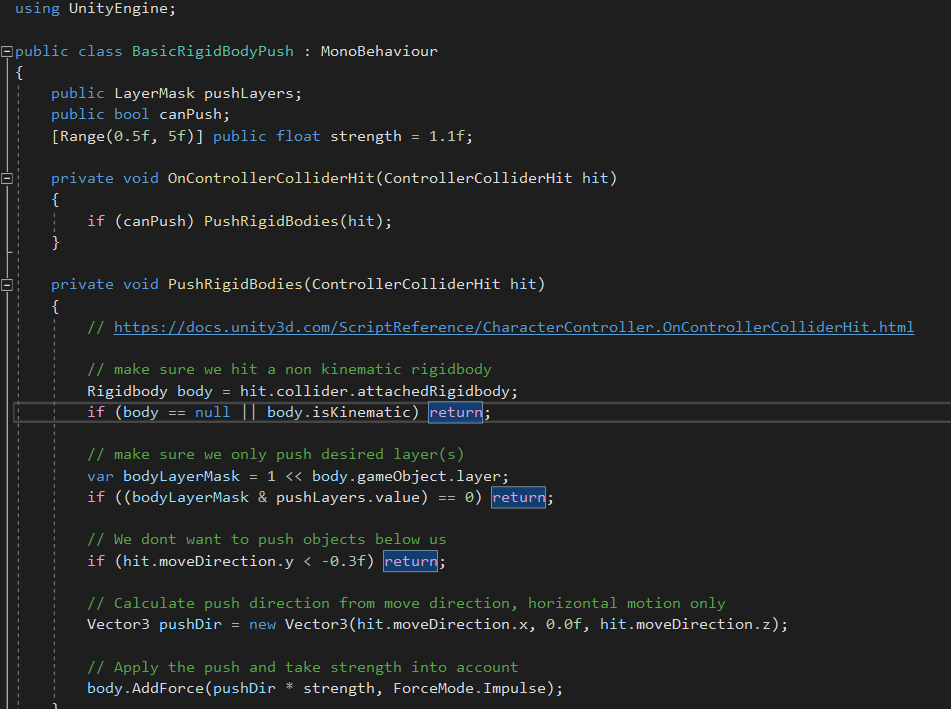 using UnityEngine;
public class BasicRigidBodyPush : MonoBehaviour
{
public LayerMask pushLayers;
public bool canPush;
[Range(0.5f, 5f)] public float strength = 1.1f;
private void OnControllerColliderHit(ControllerColliderHit hit)
{
if (canPush) PushRigidBodies(hit);
}
private void PushRigidBodies(ControllerColliderHit hit)
{
// https://docs.unity3d.com/ScriptReference/CharacterController.OnControllerColliderHit.html
// make sure we hit a non kinematic rigidbody
Rigidbody body = hit.collider.attachedRigidbody;
if (body == null || body.isKinematic) return;
// make sure we only push desired layer(s)
var bodyLayerMask = 1 << body.gameObject.layer;
if ((bodyLayerMask & pushLayers.value) == 0) return;
// We dont want to push objects below us
if (hit.moveDirection.y < -0.3f) return;
// Calculate push direction from move direction, horizontal motion only
Vector3 pushDir = new Vector3(hit.moveDirection.x, 0.0f, hit.moveDirection.z);
// Apply the push and take strength into account
body.AddForce(pushDir * strength, ForceMode.Impulse);
}